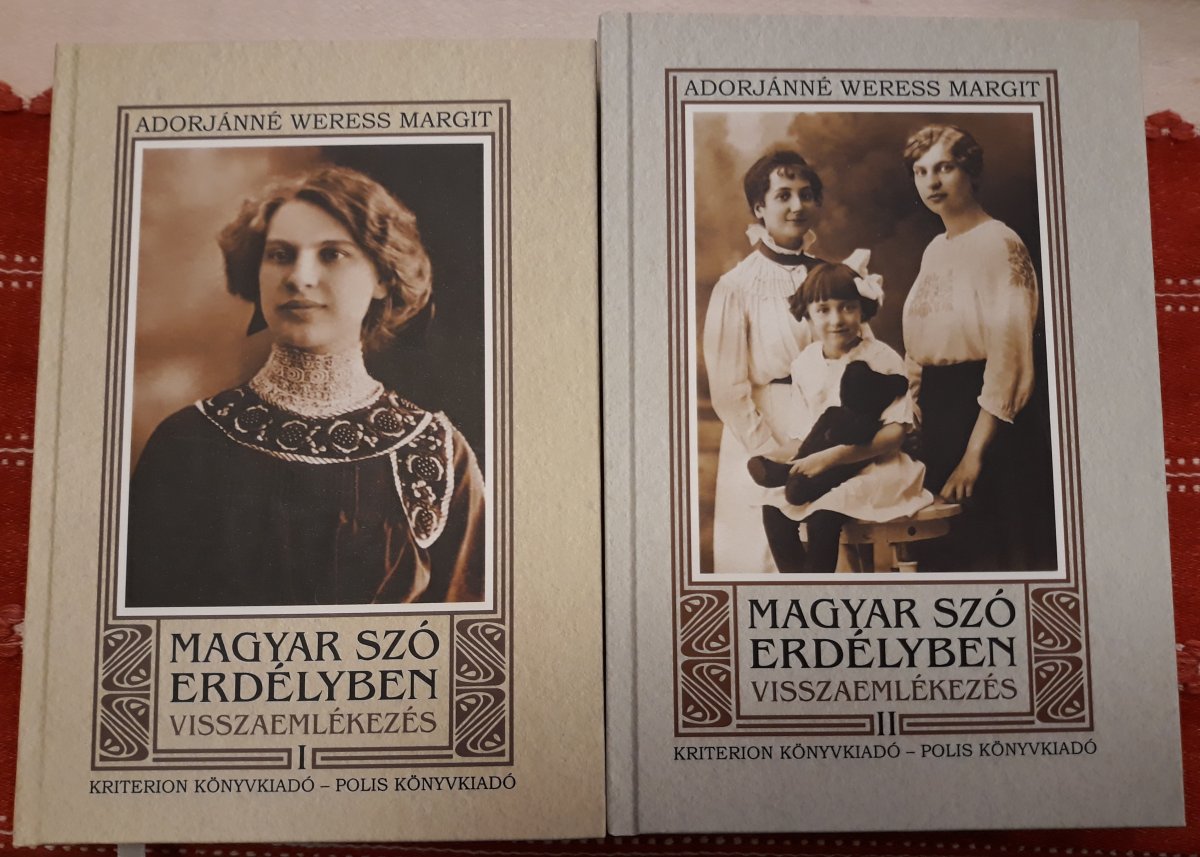 ADORJÁNNÉ WERESS MARGIT
MAGYAR SZÓ
ERDÉLYBEN
VISSZAEMLÉKEZÉS
I
KRITERION KÖNYVKIADÓ – POLIS KÖNYVKIADÓ
ADORJÁNNÉ WERESS MARGIT
MAGYAR SZÓ
ERDÉLYBEN
VISSZAEMLÉKEZÉS
II
KRITERION KÖNYVKIADÓ – POLIS KÖNYVKIADÓ